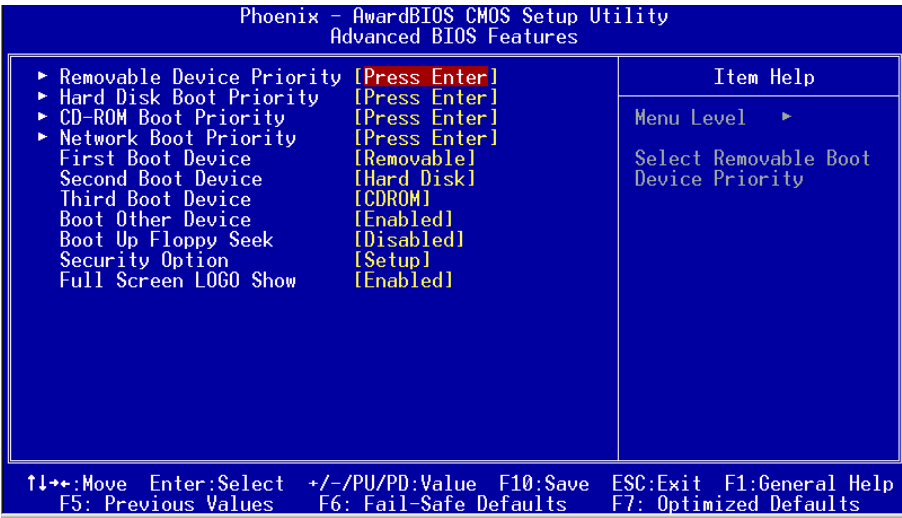 Phoenix - AwardBIOS CMOS Setup Utility
Advanced BIOS Features
► Removable Device Priority [Press Enter]
► Hard Disk Boot Priority [Press Enter]
► CD-ROM Boot Priority [Press Enter]
► Network Boot Priority [Press Enter]
First Boot Device [Removable]
Second Boot Device [Hard Disk]
Third Boot Device [CDROM]
Boot Other Device [Enabled]
Boot Up Floppy Seek [Disabled]
Security Option [Setup]
Full Screen LOGO Show [Enabled]
Item Help
Menu Level ►
Select Removable Boot
Device Priority
↑↓→←:Move Enter:Select +/-/PU/PD:Value F10:Save ESC:Exit F1:General Help
F5: Previous Values F6: Fail-Safe Defaults F7: Optimized Defaults